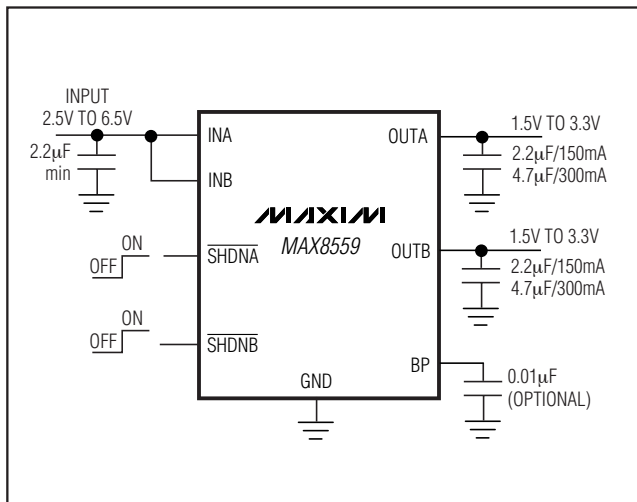 INPUT
2.5V TO 6.5V
2.2μF
min
INA
INB
ON
OFF
SHDNA
ON
OFF
SHDNB
MAXIM
MAX8559
GND
OUTA
1.5V TO 3.3V
2.2μF/150mA
4.7μF/300mA
OUTB
1.5V TO 3.3V
2.2μF/150mA
4.7μF/300mA
BP
0.01μF
(OPTIONAL)